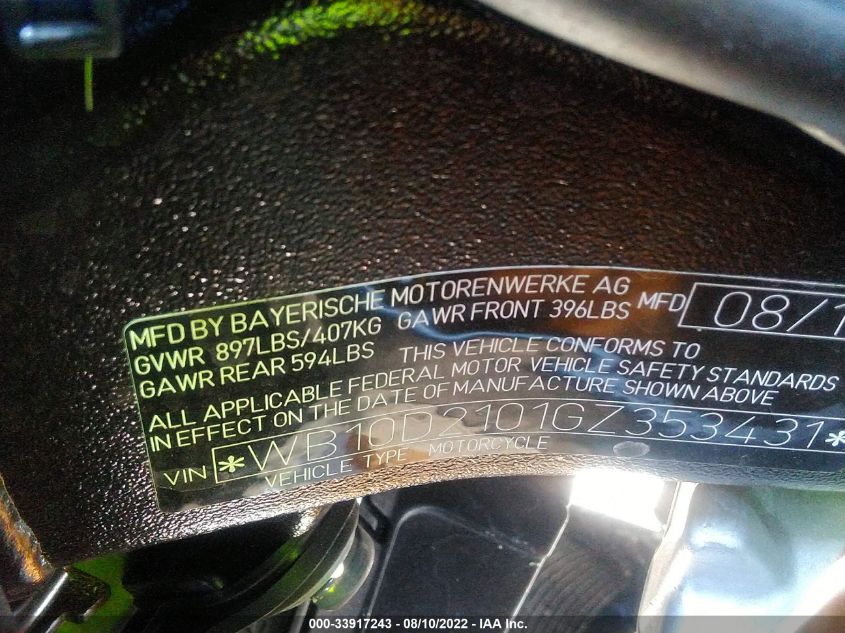 MFD BY BAYERISCHE MOTORENWERKE AG
GVWR 897LBS/407KG GAWR FRONT 396LBS MFD 08/1
GAWR REAR 594LBS THIS VEHICLE CONFORMS TO
ALL APPLICABLE FEDERAL MOTOR VEHICLE SAFETY STANDARDS
IN EFFECT ON THE DATE OF MANUFACTURE SHOWN ABOVE
VIN *WB10D2101GZ353431*
VEHICLE TYPE MOTORCYCLE
000-33917243 - 08/10/2022 - IAA Inc.